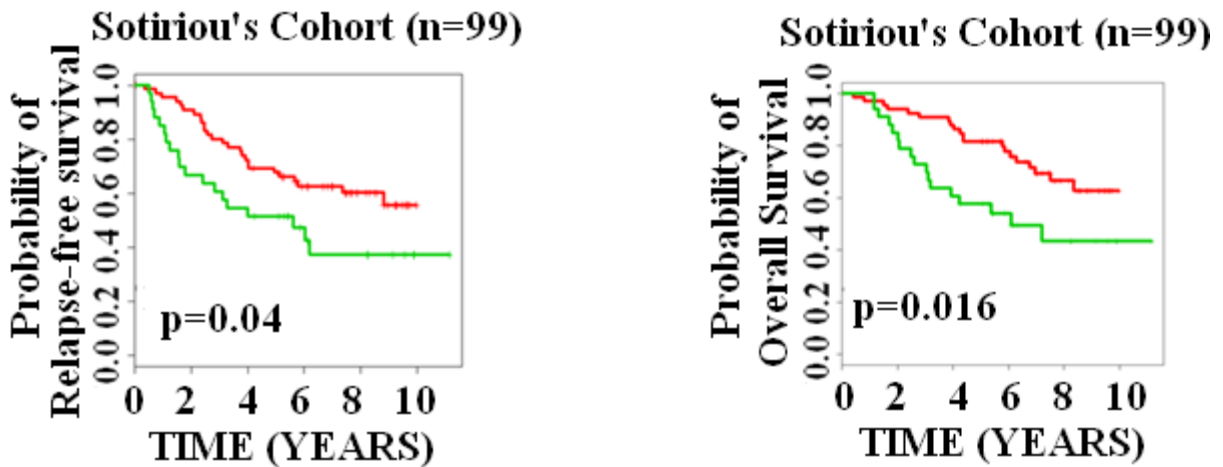 Sotiriou's Cohort (n=99)
Probability of
Relapse-free survival
1.0
0.8
0.6
0.4
0.2
0.0
p=0.04
0 2 4 6 8 10
TIME (YEARS)
Sotiriou's Cohort (n=99)
Probability of
Overall Survival
1.0
0.8
0.6
0.4
0.2
0.0
p=0.016
0 2 4 6 8 10
TIME (YEARS)